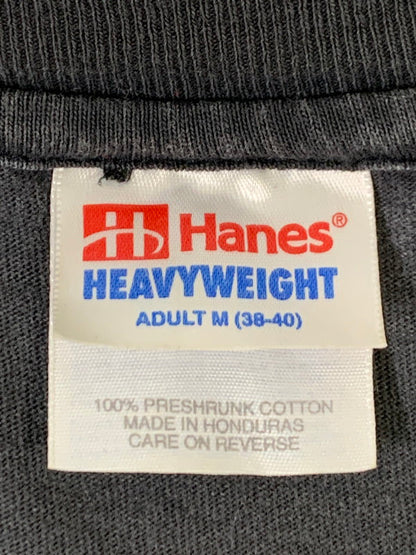 Hanes®
HEAVYWEIGHT
ADULT M (38-40)
100% PRESHRUNK COTTON
MADE IN HONDURAS
CARE ON REVERSE